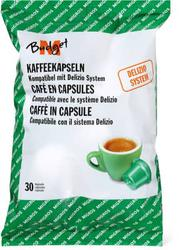 Budget
KAFFEEKAPSELN
Kompatibel mit Delizio System
CAFÉ EN CAPSULES
Compatible avec le système Delizio
CAFFÈ IN CAPSULE
Compatibile con il sistema Delizio
DELIZIO
SYSTEM
30
MIGROS